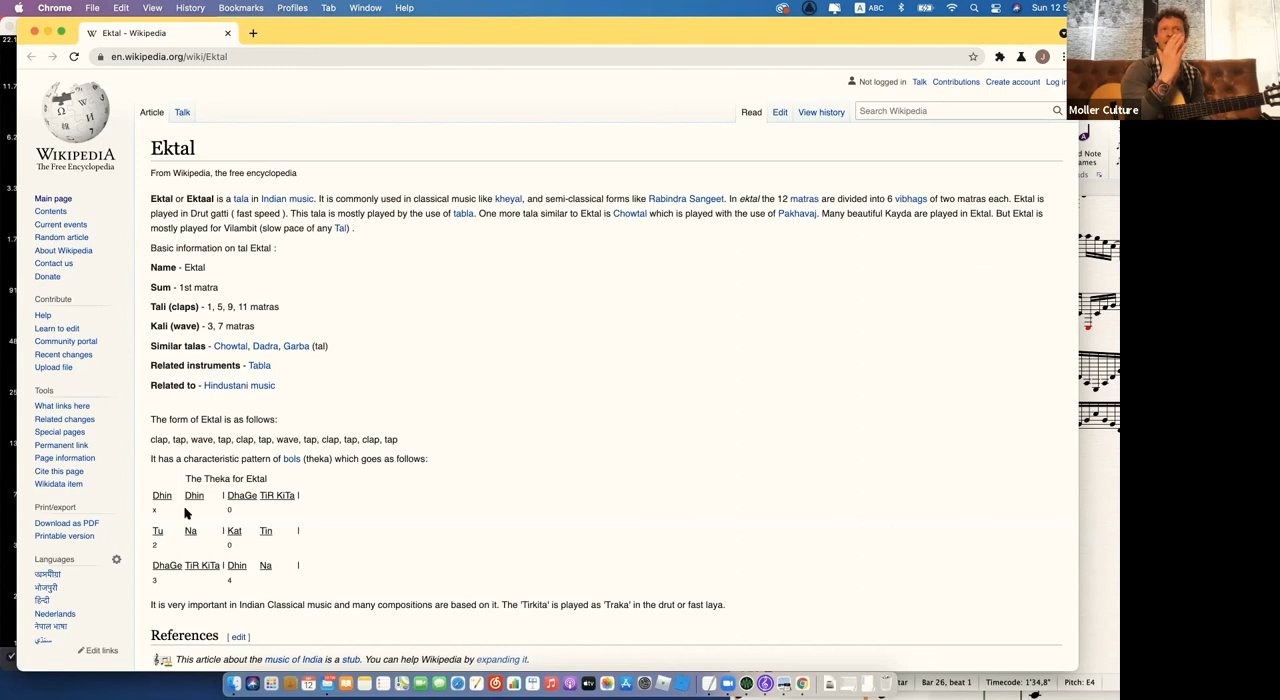 Chrome File Edit View History Bookmarks Profiles Tab Window Help
ABC Sun 12 S
Ektal - Wikipedia
en.wikipedia.org/wiki/Ektal
J
Moller Culture
Not logged in Talk Contributions Create account Log in
Article Talk
Read Edit View history Search Wikipedia
WIKIPEDIA
The Free Encyclopedia
Main page
Contents
Current events
Random article
About Wikipedia
Contact us
Donate
Contribute
Help
Learn to edit
Community portal
Recent changes
Upload file
Tools
What links here
Related changes
Special pages
Permanent link
Page information
Cite this page
Wikidata item
Print/export
Download as PDF
Printable version
Languages
অসমীয়া
भोजपुरी
हिन्दी
Nederlands
नेपाल भाषा
سنڌي
Edit links
Ektal
From Wikipedia, the free encyclopedia
Ektal or Ektaal is a tala in Indian music. It is commonly used in classical music like kheyal, and semi-classical forms like Rabindra Sangeet. In ektal the 12 matras are divided into 6 vibhags of two matras each. Ektal is
played in Drut gatti ( fast speed ). This tala is mostly played by the use of tabla. One more tala similar to Ektal is Chowtal which is played with the use of Pakhavaj. Many beautiful Kayda are played in Ektal. But Ektal is
mostly played for Vilambit (slow pace of any Tal) .
Basic information on tal Ektal :
Name - Ektal
Sum - 1st matra
Tali (claps) - 1, 5, 9, 11 matras
Kali (wave) - 3, 7 matras
Similar talas - Chowtal, Dadra, Garba (tal)
Related instruments - Tabla
Related to - Hindustani music
The form of Ektal is as follows:
clap, tap, wave, tap, clap, tap, wave, tap, clap, tap, clap, tap
It has a characteristic pattern of bols (theka) which goes as follows:
The Theka for Ektal
Dhin Dhin | DhaGe TiR KiTa |
x 0
Tu Na | Kat Tin |
2 0
DhaGe TiR KiTa | Dhin Na |
3 4
It is very important in Indian Classical music and many compositions are based on it. The 'Tirkita' is played as 'Traka' in the drut or fast laya.
References [ edit ]
This article about the music of India is a stub. You can help Wikipedia by expanding it.
d Note
ames
ds
tar Bar 26, beat 1 Timecode: 1'34,8" Pitch: E4